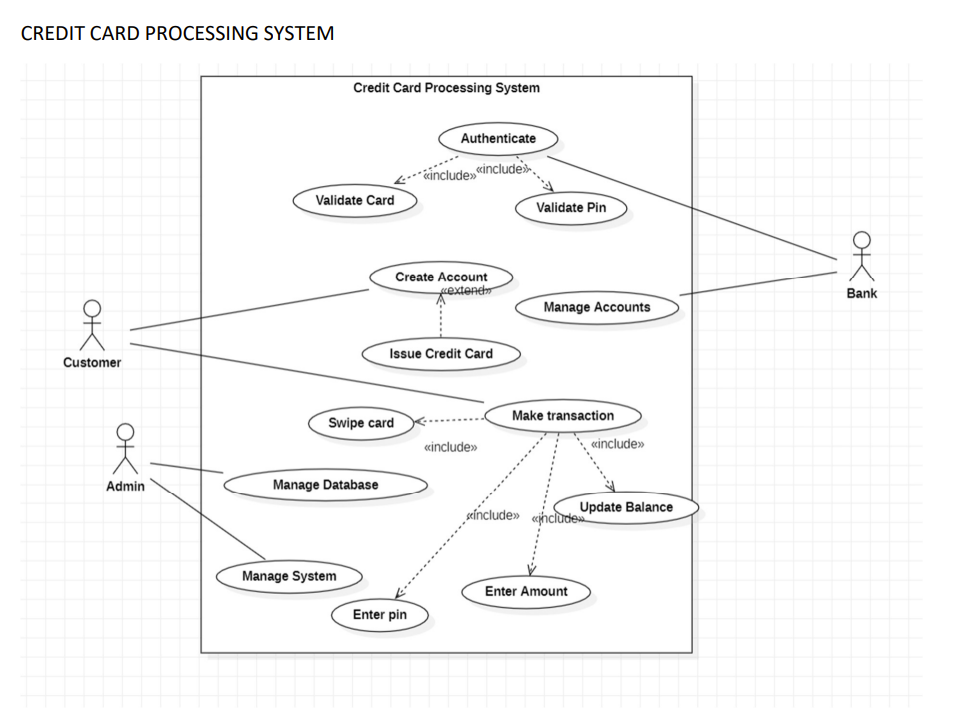 CREDIT CARD PROCESSING SYSTEM
Credit Card Processing System
Authenticate
«include»
«include»
Validate Card
Validate Pin
Bank
Create Account
«extend»
Manage Accounts
Customer
Issue Credit Card
Make transaction
Swipe card
«include»
«include»
Admin
Manage Database
Update Balance
«include»
«include»
Manage System
Enter Amount
Enter pin